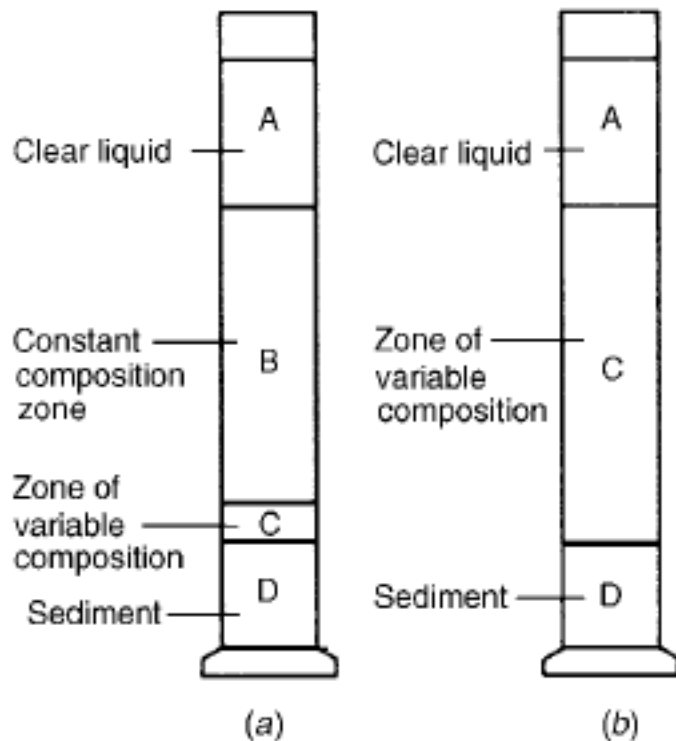 A
Clear liquid
Constant
composition
zone
B
Zone of
variable
composition
C
D
Sediment
(a)
A
Clear liquid
Zone of
variable
composition
C
Sediment
D
(b)